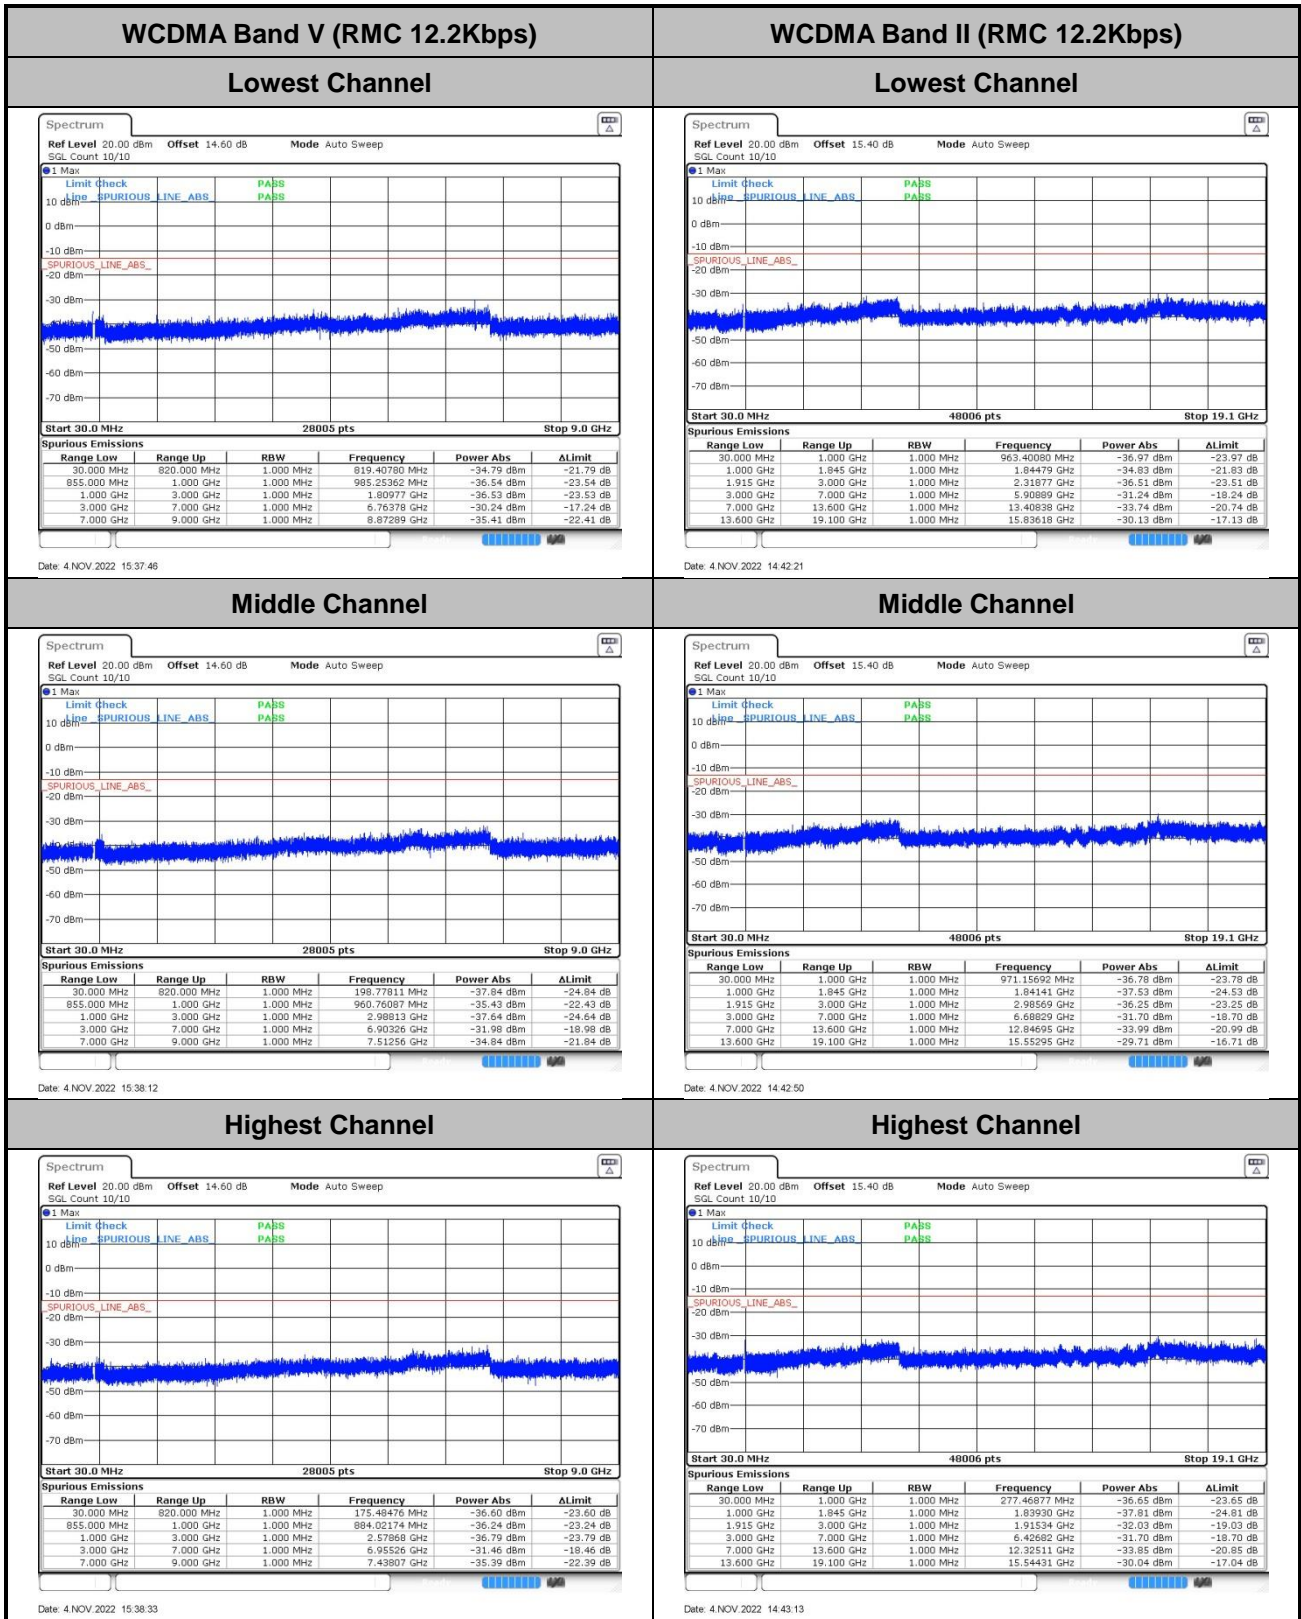 WCDMA Band V (RMC 12.2Kbps) WCDMA Band II (RMC 12.2Kbps)
Lowest Channel Lowest Channel
Spectrum
Ref Level 20.00 dBm Offset 14.60 dB Mode Auto Sweep
SGL Count 10/10
1 Max
Limit Check PASS
10 dBm Line _SPURIOUS_LINE_ABS_ PASS
0 dBm
-10 dBm
_SPURIOUS_LINE_ABS_
-20 dBm
-30 dBm
-50 dBm
-60 dBm
-70 dBm
Start 30.0 MHz 28005 pts Stop 9.0 GHz
Spurious Emissions
Range Low Range Up RBW Frequency Power Abs ΔLimit
30.000 MHz 820.000 MHz 1.000 MHz 819.40780 MHz -34.79 dBm -21.79 dB
855.000 MHz 1.000 GHz 1.000 MHz 985.25362 MHz -36.54 dBm -23.54 dB
1.000 GHz 3.000 GHz 1.000 MHz 1.80977 GHz -36.53 dBm -23.53 dB
3.000 GHz 7.000 GHz 1.000 MHz 6.76378 GHz -30.24 dBm -17.24 dB
7.000 GHz 9.000 GHz 1.000 MHz 8.87289 GHz -35.41 dBm -22.41 dB
Date: 4.NOV.2022 15:37:46
Spectrum
Ref Level 20.00 dBm Offset 15.40 dB Mode Auto Sweep
SGL Count 10/10
1 Max
Limit Check PASS
10 dBm Line _SPURIOUS_LINE_ABS_ PASS
0 dBm
-10 dBm
_SPURIOUS_LINE_ABS_
-20 dBm
-30 dBm
-50 dBm
-60 dBm
-70 dBm
Start 30.0 MHz 48006 pts Stop 19.1 GHz
Spurious Emissions
Range Low Range Up RBW Frequency Power Abs ΔLimit
30.000 MHz 1.000 GHz 1.000 MHz 963.40080 MHz -36.97 dBm -23.97 dB
1.000 GHz 1.845 GHz 1.000 MHz 1.84479 GHz -34.83 dBm -21.83 dB
1.915 GHz 3.000 GHz 1.000 MHz 2.31877 GHz -36.51 dBm -23.51 dB
3.000 GHz 7.000 GHz 1.000 MHz 5.90889 GHz -31.24 dBm -18.24 dB
7.000 GHz 13.600 GHz 1.000 MHz 13.40838 GHz -33.74 dBm -20.74 dB
13.600 GHz 19.100 GHz 1.000 MHz 15.83618 GHz -30.13 dBm -17.13 dB
Date: 4.NOV.2022 14:42:21
Middle Channel Middle Channel
Spectrum
Ref Level 20.00 dBm Offset 14.60 dB Mode Auto Sweep
SGL Count 10/10
1 Max
Limit Check PASS
10 dBm Line _SPURIOUS_LINE_ABS_ PASS
0 dBm
-10 dBm
_SPURIOUS_LINE_ABS_
-20 dBm
-30 dBm
-50 dBm
-60 dBm
-70 dBm
Start 30.0 MHz 28005 pts Stop 9.0 GHz
Spurious Emissions
Range Low Range Up RBW Frequency Power Abs ΔLimit
30.000 MHz 820.000 MHz 1.000 MHz 198.77811 MHz -37.84 dBm -24.84 dB
855.000 MHz 1.000 GHz 1.000 MHz 960.76087 MHz -35.43 dBm -22.43 dB
1.000 GHz 3.000 GHz 1.000 MHz 2.98813 GHz -37.64 dBm -24.64 dB
3.000 GHz 7.000 GHz 1.000 MHz 6.90326 GHz -31.98 dBm -18.98 dB
7.000 GHz 9.000 GHz 1.000 MHz 7.51256 GHz -34.84 dBm -21.84 dB
Date: 4.NOV.2022 15:38:12
Spectrum
Ref Level 20.00 dBm Offset 15.40 dB Mode Auto Sweep
SGL Count 10/10
1 Max
Limit Check PASS
10 dBm Line _SPURIOUS_LINE_ABS_ PASS
0 dBm
-10 dBm
_SPURIOUS_LINE_ABS_
-20 dBm
-30 dBm
-50 dBm
-60 dBm
-70 dBm
Start 30.0 MHz 48006 pts Stop 19.1 GHz
Spurious Emissions
Range Low Range Up RBW Frequency Power Abs ΔLimit
30.000 MHz 1.000 GHz 1.000 MHz 971.15692 MHz -36.78 dBm -23.78 dB
1.000 GHz 1.845 GHz 1.000 MHz 1.84141 GHz -37.53 dBm -24.53 dB
1.915 GHz 3.000 GHz 1.000 MHz 2.98569 GHz -36.25 dBm -23.25 dB
3.000 GHz 7.000 GHz 1.000 MHz 6.68829 GHz -31.70 dBm -18.70 dB
7.000 GHz 13.600 GHz 1.000 MHz 12.84695 GHz -33.99 dBm -20.99 dB
13.600 GHz 19.100 GHz 1.000 MHz 15.55295 GHz -29.71 dBm -16.71 dB
Date: 4.NOV.2022 14:42:50
Highest Channel Highest Channel
Spectrum
Ref Level 20.00 dBm Offset 14.60 dB Mode Auto Sweep
SGL Count 10/10
1 Max
Limit Check PASS
10 dBm Line _SPURIOUS_LINE_ABS_ PASS
0 dBm
-10 dBm
_SPURIOUS_LINE_ABS_
-20 dBm
-30 dBm
-50 dBm
-60 dBm
-70 dBm
Start 30.0 MHz 28005 pts Stop 9.0 GHz
Spurious Emissions
Range Low Range Up RBW Frequency Power Abs ΔLimit
30.000 MHz 820.000 MHz 1.000 MHz 175.48476 MHz -36.60 dBm -23.60 dB
855.000 MHz 1.000 GHz 1.000 MHz 884.02174 MHz -36.24 dBm -23.24 dB
1.000 GHz 3.000 GHz 1.000 MHz 2.57868 GHz -36.79 dBm -23.79 dB
3.000 GHz 7.000 GHz 1.000 MHz 6.95526 GHz -31.46 dBm -18.46 dB
7.000 GHz 9.000 GHz 1.000 MHz 7.43807 GHz -35.39 dBm -22.39 dB
Date: 4.NOV.2022 15:38:33
Spectrum
Ref Level 20.00 dBm Offset 15.40 dB Mode Auto Sweep
SGL Count 10/10
1 Max
Limit Check PASS
10 dBm Line _SPURIOUS_LINE_ABS_ PASS
0 dBm
-10 dBm
_SPURIOUS_LINE_ABS_
-20 dBm
-30 dBm
-50 dBm
-60 dBm
-70 dBm
Start 30.0 MHz 48006 pts Stop 19.1 GHz
Spurious Emissions
Range Low Range Up RBW Frequency Power Abs ΔLimit
30.000 MHz 1.000 GHz 1.000 MHz 277.46877 MHz -36.65 dBm -23.65 dB
1.000 GHz 1.845 GHz 1.000 MHz 1.83930 GHz -37.81 dBm -24.81 dB
1.915 GHz 3.000 GHz 1.000 MHz 1.91534 GHz -32.03 dBm -19.03 dB
3.000 GHz 7.000 GHz 1.000 MHz 6.42682 GHz -31.70 dBm -18.70 dB
7.000 GHz 13.600 GHz 1.000 MHz 12.32511 GHz -33.85 dBm -20.85 dB
13.600 GHz 19.100 GHz 1.000 MHz 15.54431 GHz -30.04 dBm -17.04 dB
Date: 4.NOV.2022 14:43:13